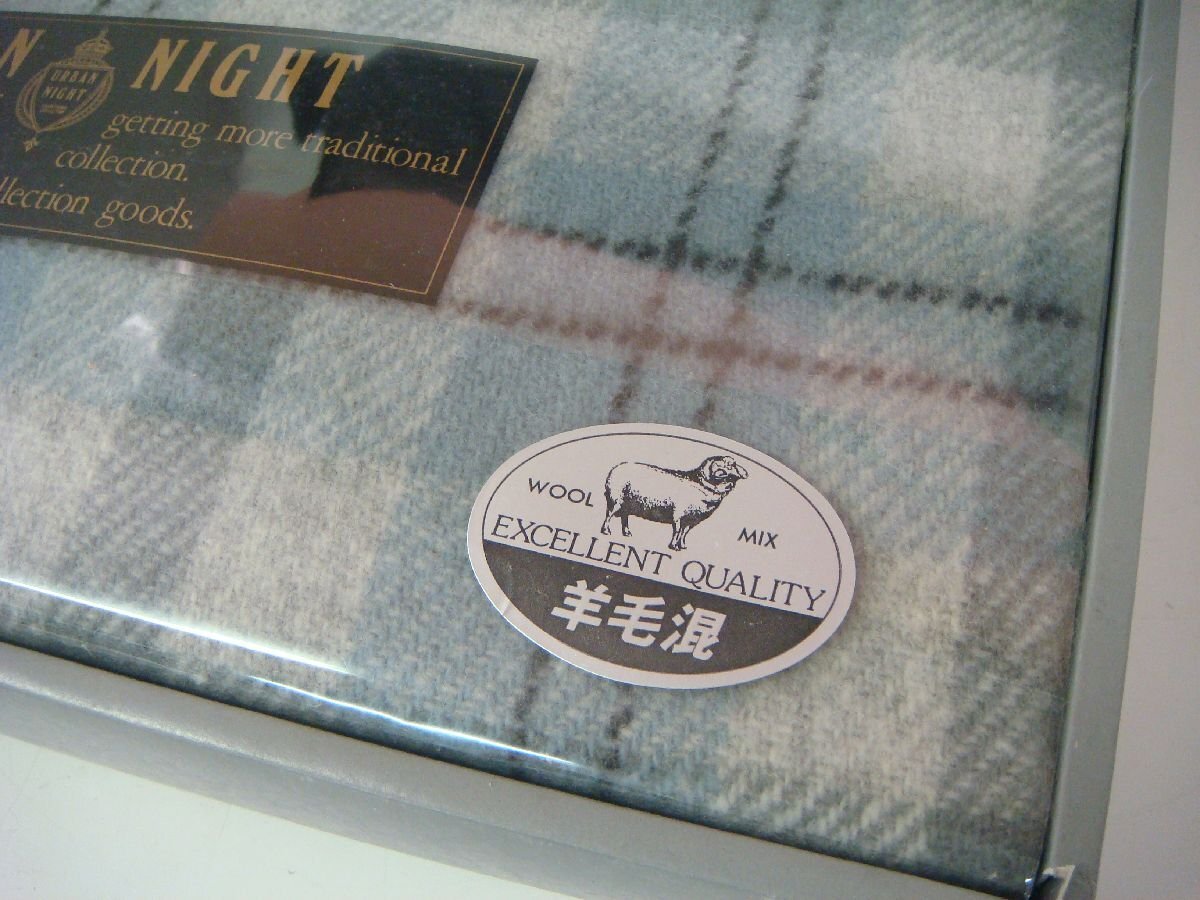 N NIGHT
URBAN
NIGHT
getting more traditional
collection.
llection goods.
WOOL MIX
EXCELLENT QUALITY
羊毛混